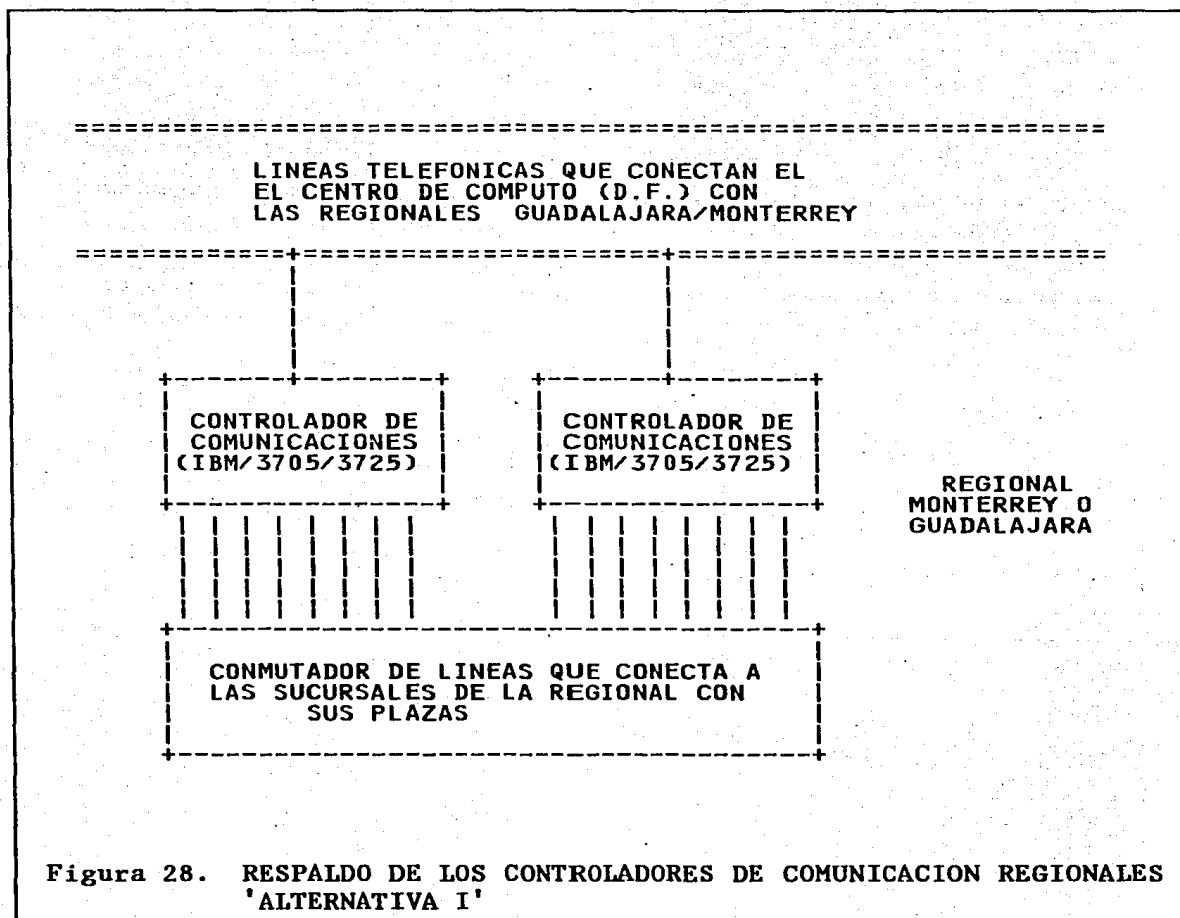 LINEAS TELEFONICAS QUE CONECTAN EL
EL CENTRO DE COMPUTO (D.F.) CON
LAS REGIONALES GUADALAJARA/MONTERREY
CONTROLADOR DE
COMUNICACIONES
(IBM/3705/3725)
CONTROLADOR DE
COMUNICACIONES
(IBM/3705/3725)
REGIONAL
MONTERREY O
GUADALAJARA
CONMUTADOR DE LINEAS QUE CONECTA A
LAS SUCURSALES DE LA REGIONAL CON
SUS PLAZAS
Figura 28. RESPALDO DE LOS CONTROLADORES DE COMUNICACION REGIONALES
'ALTERNATIVA I'